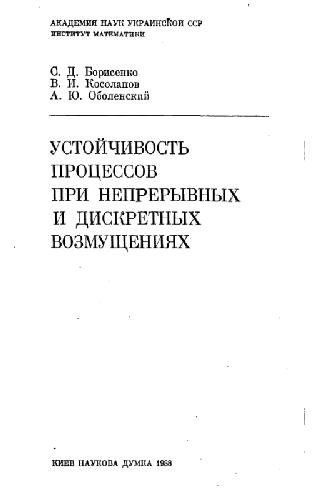 АКАДЕМИЯ НАУК УКРАИНСКОЙ ССР
ИНСТИТУТ МАТЕМАТИКИ
С. Д. Борисенко
В. И. Косолапов
А. Ю. Оболенский
УСТОЙЧИВОСТЬ
ПРОЦЕССОВ
ПРИ НЕПРЕРЫВНЫХ
И ДИСКРЕТНЫХ
ВОЗМУЩЕНИЯХ
КИЕВ НАУКОВА ДУМКА 1988